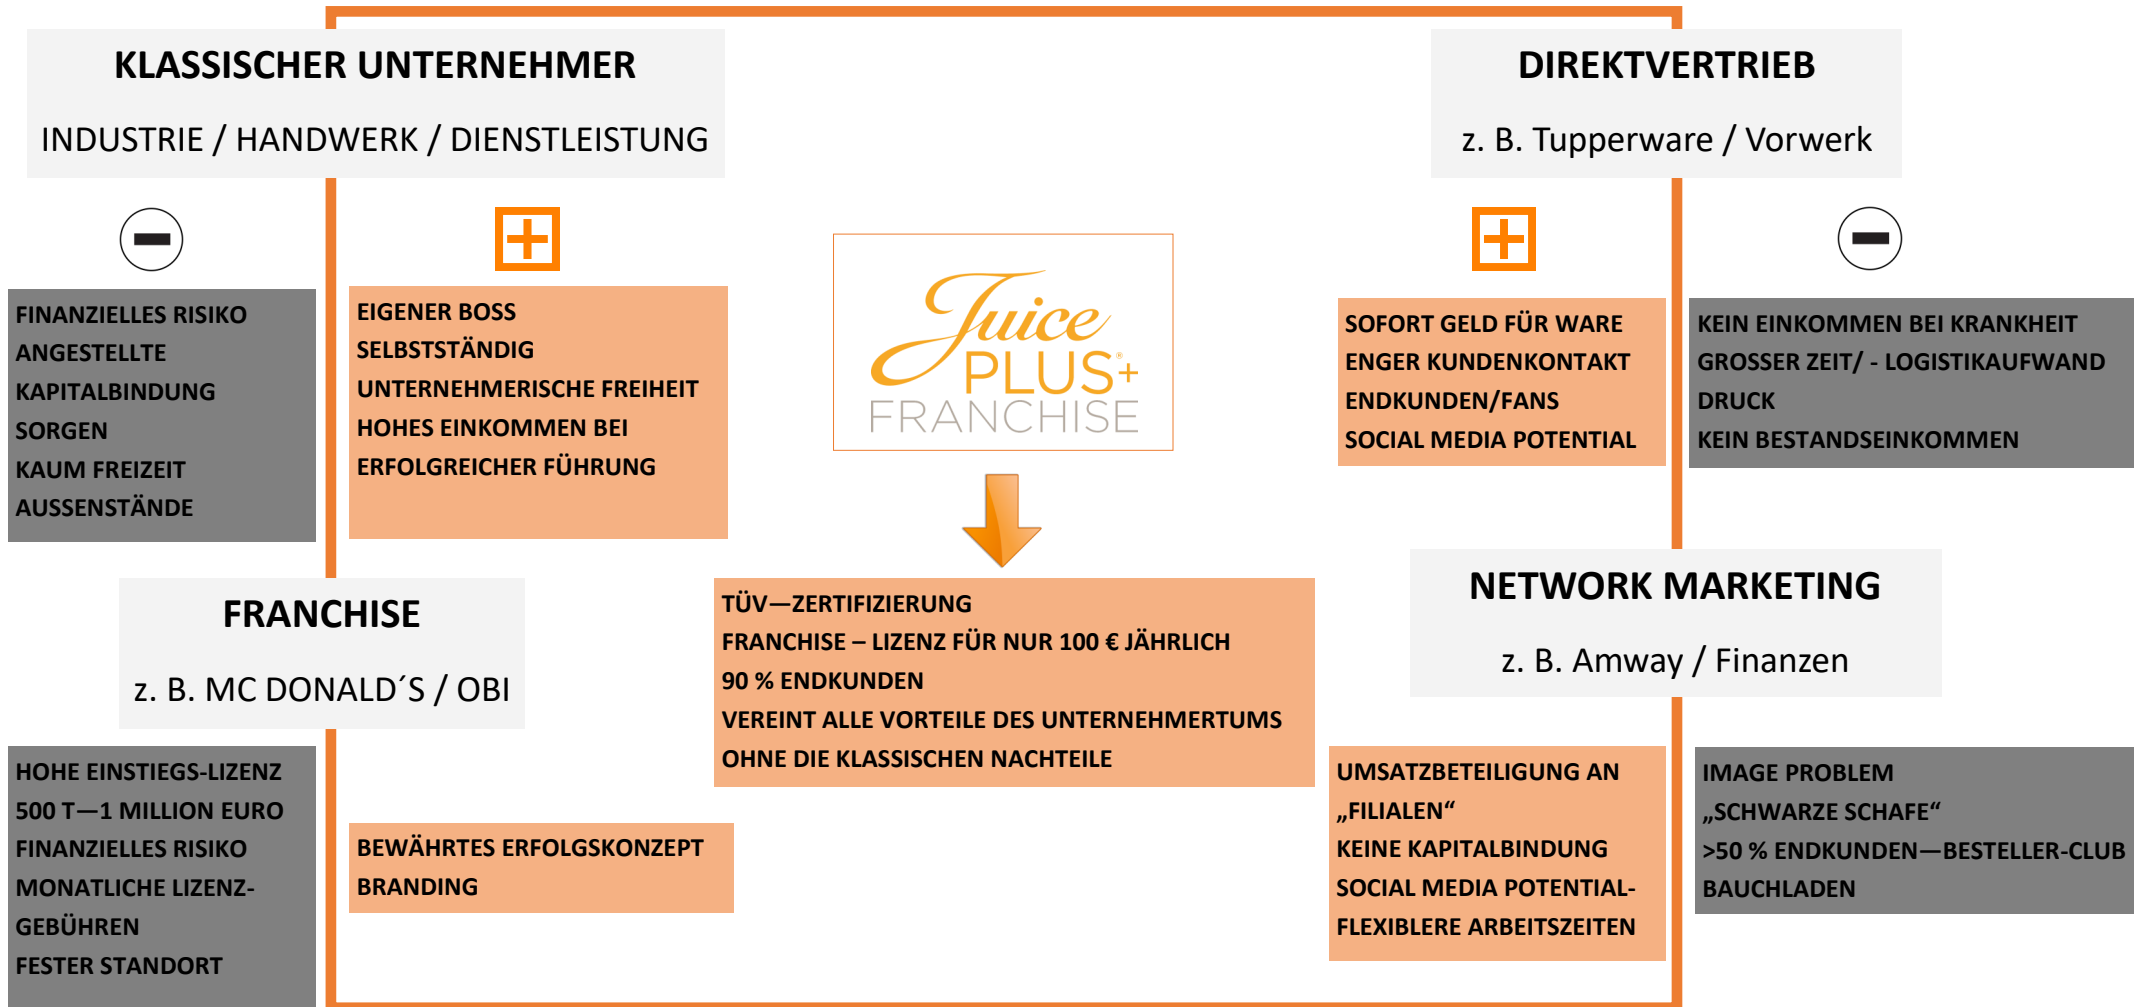 KLASSISCHER UNTERNEHMER
INDUSTRIE / HANDWERK / DIENSTLEISTUNG
FINANZIELLES RISIKO
ANGESTELLTE
KAPITALBINDUNG
SORGEN
KAUM FREIZEIT
AUSSENSTÄNDE
EIGENER BOSS
SELBSTSTÄNDIG
UNTERNEHMERISCHE FREIHEIT
HOHES EINKOMMEN BEI
ERFOLGREICHER FÜHRUNG
Juice
PLUS®+
FRANCHISE
DIREKTVERTRIEB
z. B. Tupperware / Vorwerk
SOFORT GELD FÜR WARE
ENGER KUNDENKONTAKT
ENDKUNDEN/FANS
SOCIAL MEDIA POTENTIAL
KEIN EINKOMMEN BEI KRANKHEIT
GROSSER ZEIT/ - LOGISTIKAUFWAND
DRUCK
KEIN BESTANDSEINKOMMEN
FRANCHISE
z. B. MC DONALD´S / OBI
HOHE EINSTIEGS-LIZENZ
500 T—1 MILLION EURO
FINANZIELLES RISIKO
MONATLICHE LIZENZ-
GEBÜHREN
FESTER STANDORT
BEWÄHRTES ERFOLGSKONZEPT
BRANDING
TÜV—ZERTIFIZIERUNG
FRANCHISE – LIZENZ FÜR NUR 100 € JÄHRLICH
90 % ENDKUNDEN
VEREINT ALLE VORTEILE DES UNTERNEHMERTUMS
OHNE DIE KLASSISCHEN NACHTEILE
NETWORK MARKETING
z. B. Amway / Finanzen
UMSATZBETEILIGUNG AN
„FILIALEN“
KEINE KAPITALBINDUNG
SOCIAL MEDIA POTENTIAL-
FLEXIBLERE ARBEITSZEITEN
IMAGE PROBLEM
„SCHWARZE SCHAFE“
>50 % ENDKUNDEN—BESTELLER-CLUB
BAUCHLADEN